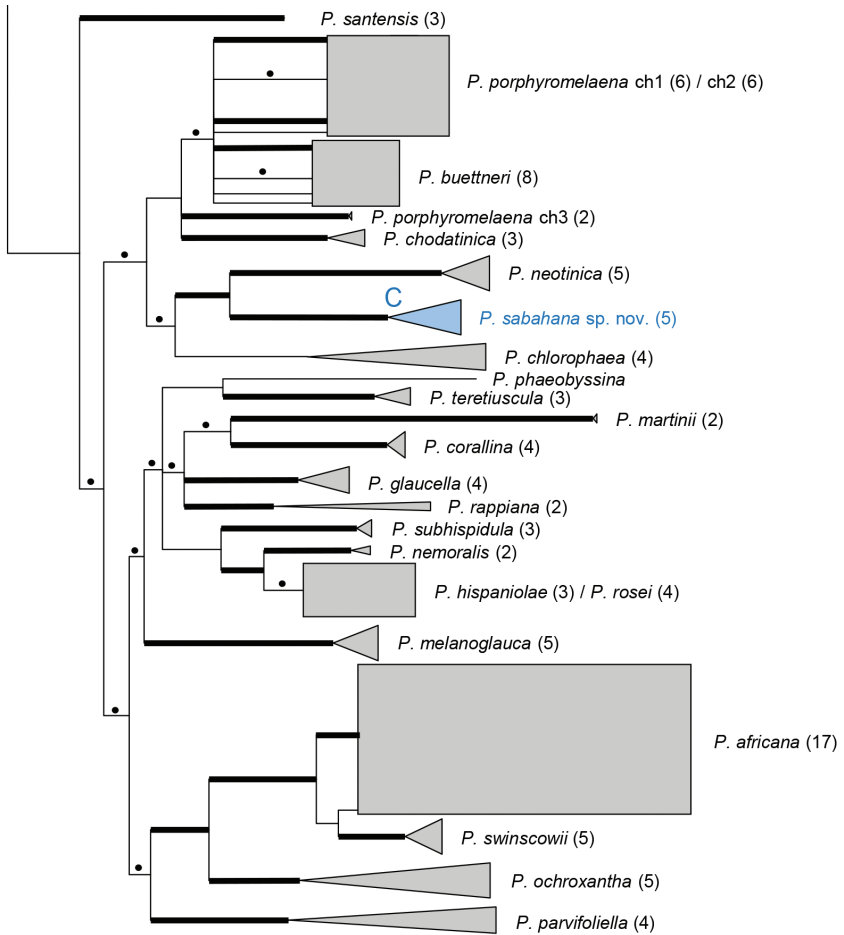 P. santensis (3)
P. porphyromelaena ch1 (6) / ch2 (6)
P. buettneri (8)
P. porphyromelaena ch3 (2)
P. chodatinica (3)
P. neotinica (5)
C
P. sabahana sp. nov. (5)
P. chlorophaea (4)
P. phaeobyssina
P. teretiuscula (3)
P. martinii (2)
P. corallina (4)
P. glaucella (4)
P. rappiana (2)
P. subhispidula (3)
P. nemoralis (2)
P. hispaniolae (3) / P. rosei (4)
P. melanoglauca (5)
P. africana (17)
P. swinscowii (5)
P. ochroxantha (5)
P. parvifoliella (4)